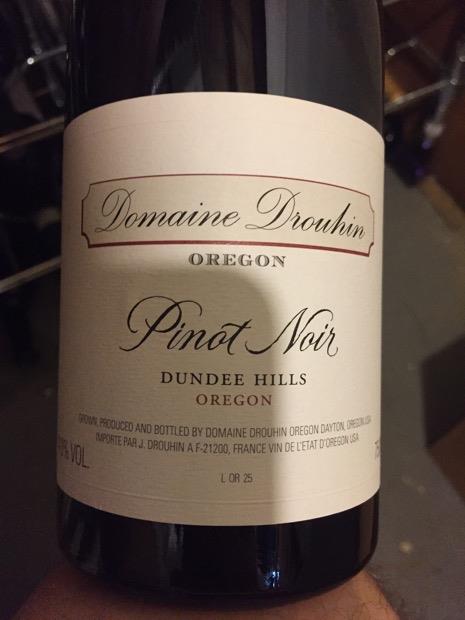 Domaine Drouhin
OREGON
Pinot Noir
DUNDEE HILLS
OREGON
GROWN, PRODUCED AND BOTTLED BY DOMAINE DROUHIN OREGON DAYTON, OREGON, USA
IMPORTE PAR J. DROUHIN A F-21200, FRANCE VIN DE L'ETAT D'OREGON USA
% VOL.
L OR 25